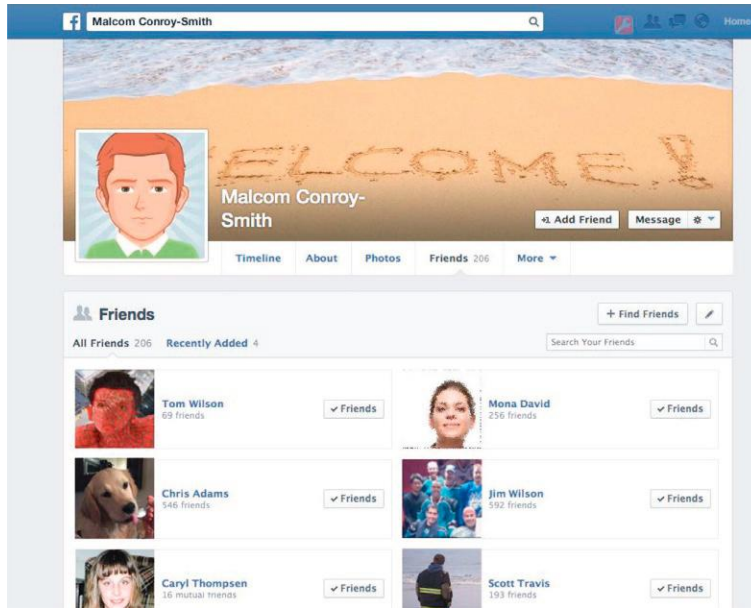 f Malcom Conroy-Smith
Home
WELCOME!
Malcom Conroy-
Smith
+1 Add Friend Message
Timeline About Photos Friends 206 More
Friends
+ Find Friends
All Friends 206 Recently Added 4
Search Your Friends
Tom Wilson
69 friends
Friends
Mona David
256 friends
Friends
Chris Adams
546 friends
Friends
Jim Wilson
592 friends
Friends
Caryl Thompsen
16 mutual friends
Friends
Scott Travis
193 friends
Friends